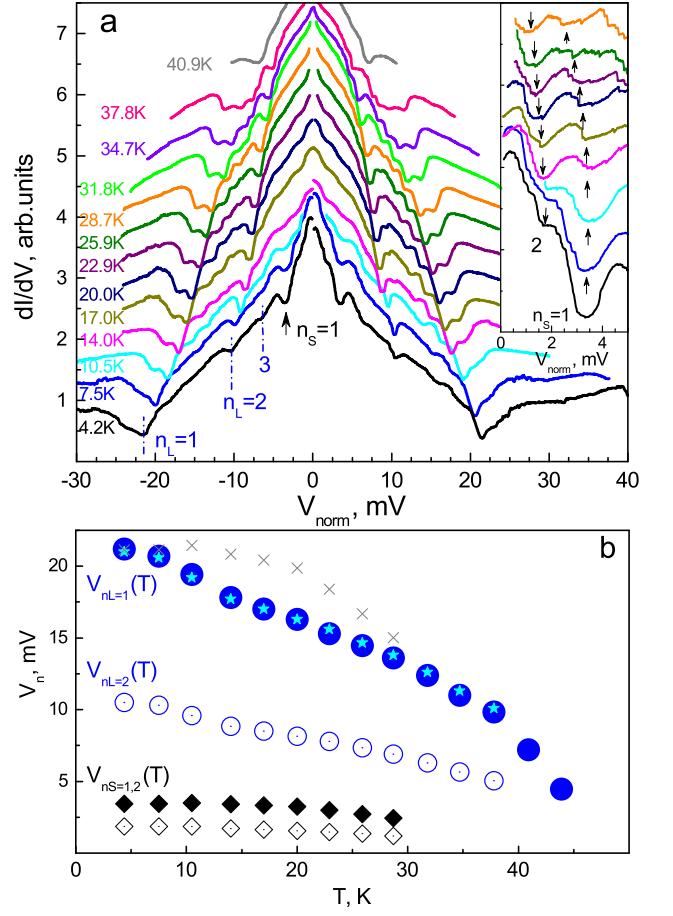 a
7
6
5
4
3
2
1
dI/dV, arb.units
40.9K
37.8K
34.7K
31.8K
28.7K
25.9K
22.9K
20.0K
17.0K
14.0K
10.5K
7.5K
4.2K
n_L=1
n_L=2
3
n_S=1
-30 -20 -10 0 10 20 30 40
V_norm, mV
2
n_S=1
0 2 4 6
V_norm, mV
b
20
15
10
5
V_n, mV
V_nL=1(T)
V_nL=2(T)
V_nS=1,2(T)
0 10 20 30 40
T, K